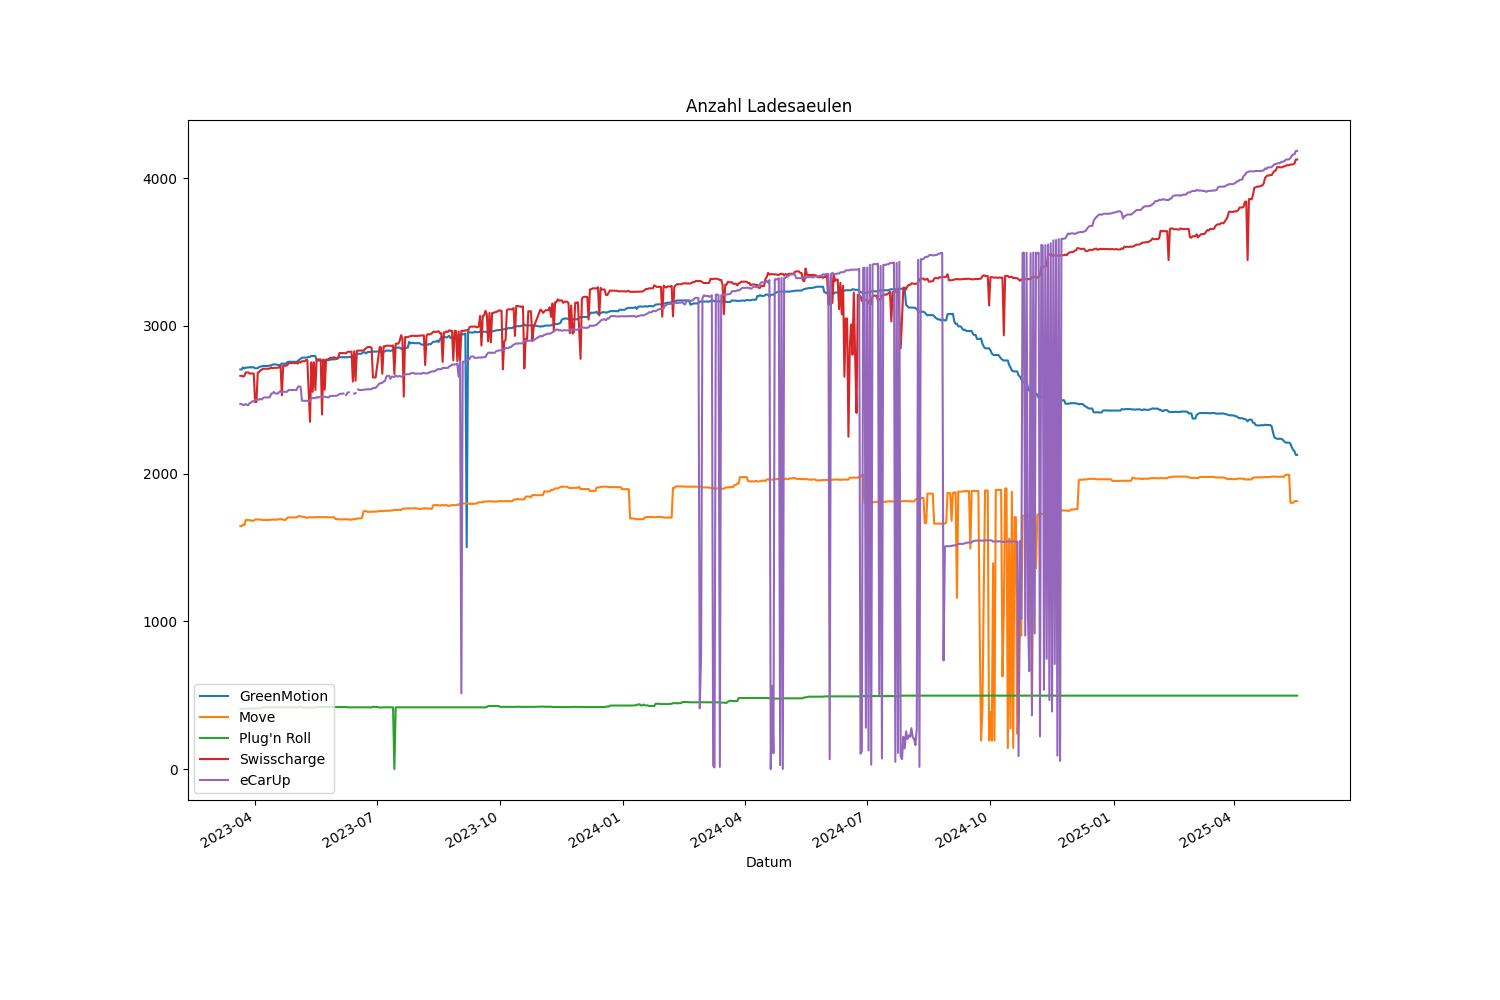 Anzahl Ladesaeulen
4000
3000
2000
1000
0
GreenMotion
Move
Plug'n Roll
Swisscharge
eCarUp
2023-04
2023-07
2023-10
2024-01
2024-04
2024-07
2024-10
2025-01
2025-04
Datum